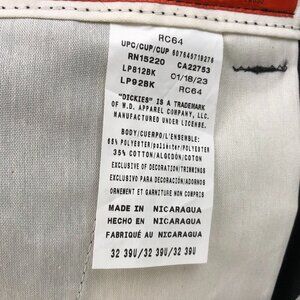 RC64
UPC/CUP/CUP 607645719276
RN15220 CA22753
LP812BK 01/18/23
LP92BK RC64
"DICKIES" IS A TRADEMARK
OF W.D. APPAREL COMPANY, LLC.
MANUFACTURED UNDER LICENSE.
BODY/CUERPO/L'ENSEMBLE:
65% POLYESTER/poliéster/POLYESTER
35% COTTON/ALGODÓN/COTON
EXCLUSIVE OF DECORATION/TRIMMINGS
EXCLUSIVO PARA DECORACIÓN/ADORNOS
ORNEMENT ET GARNITURE NON COMPRIS
MADE IN NICARAGUA
HECHO EN NICARAGUA
FABRIQUÉ AU NICARAGUA
32 39U/32 39U/32 39U